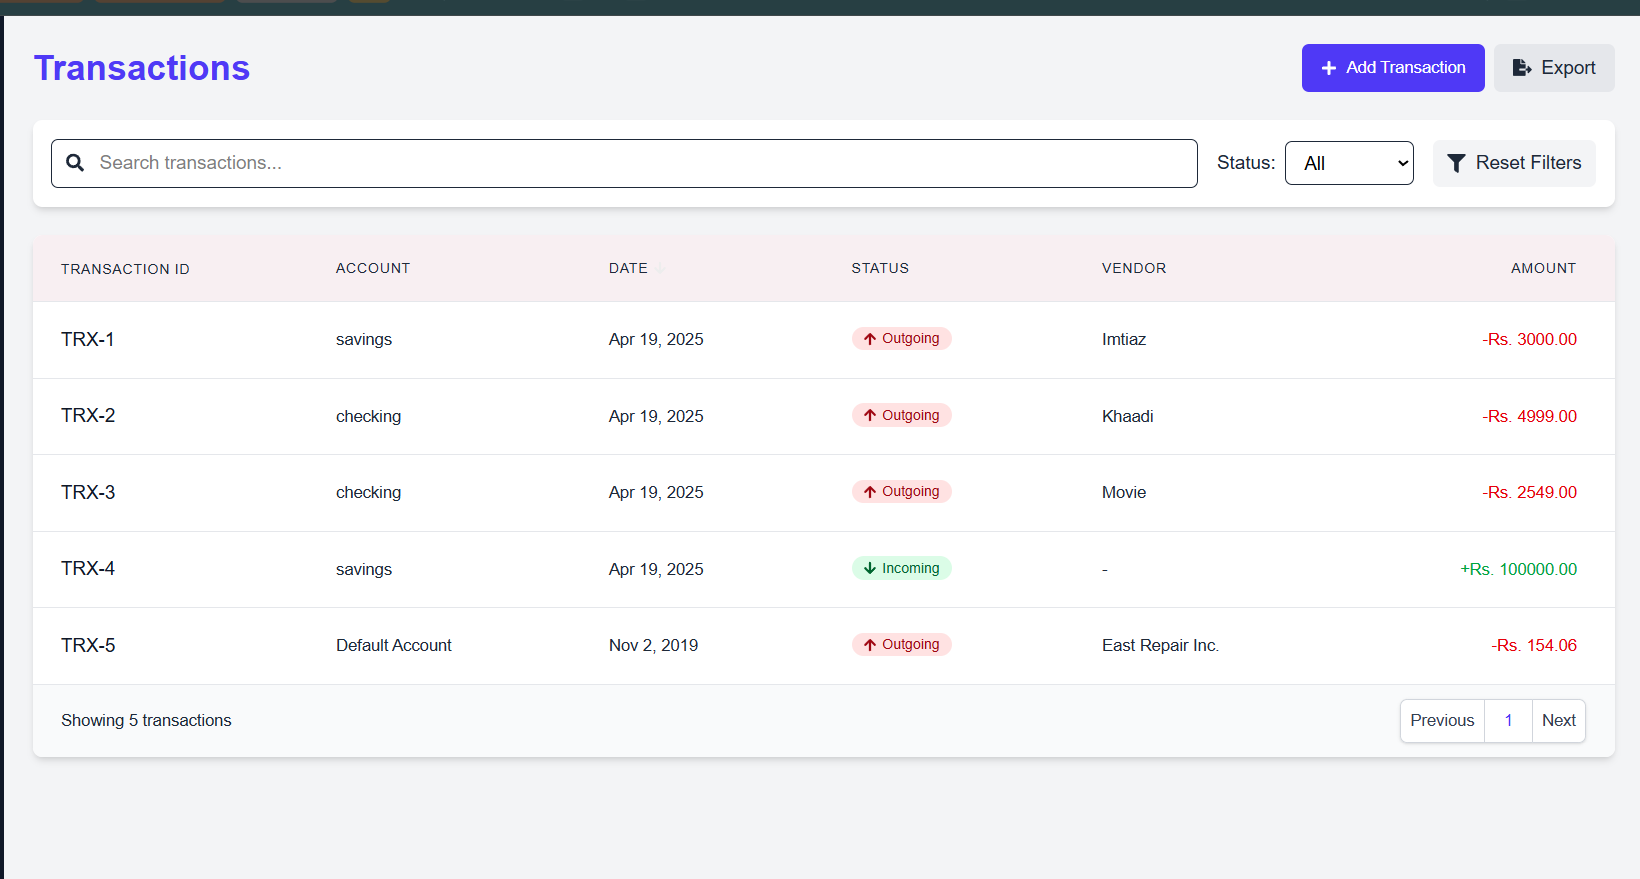 Transactions
Add Transaction
Export
Search transactions...
Status: All
Reset Filters
TRANSACTION ID ACCOUNT DATE STATUS VENDOR AMOUNT
TRX-1 savings Apr 19, 2025 Outgoing Imtiaz -Rs. 3000.00
TRX-2 checking Apr 19, 2025 Outgoing Khaadi -Rs. 4999.00
TRX-3 checking Apr 19, 2025 Outgoing Movie -Rs. 2549.00
TRX-4 savings Apr 19, 2025 Incoming - +Rs. 100000.00
TRX-5 Default Account Nov 2, 2019 Outgoing East Repair Inc. -Rs. 154.06
Showing 5 transactions
Previous 1 Next